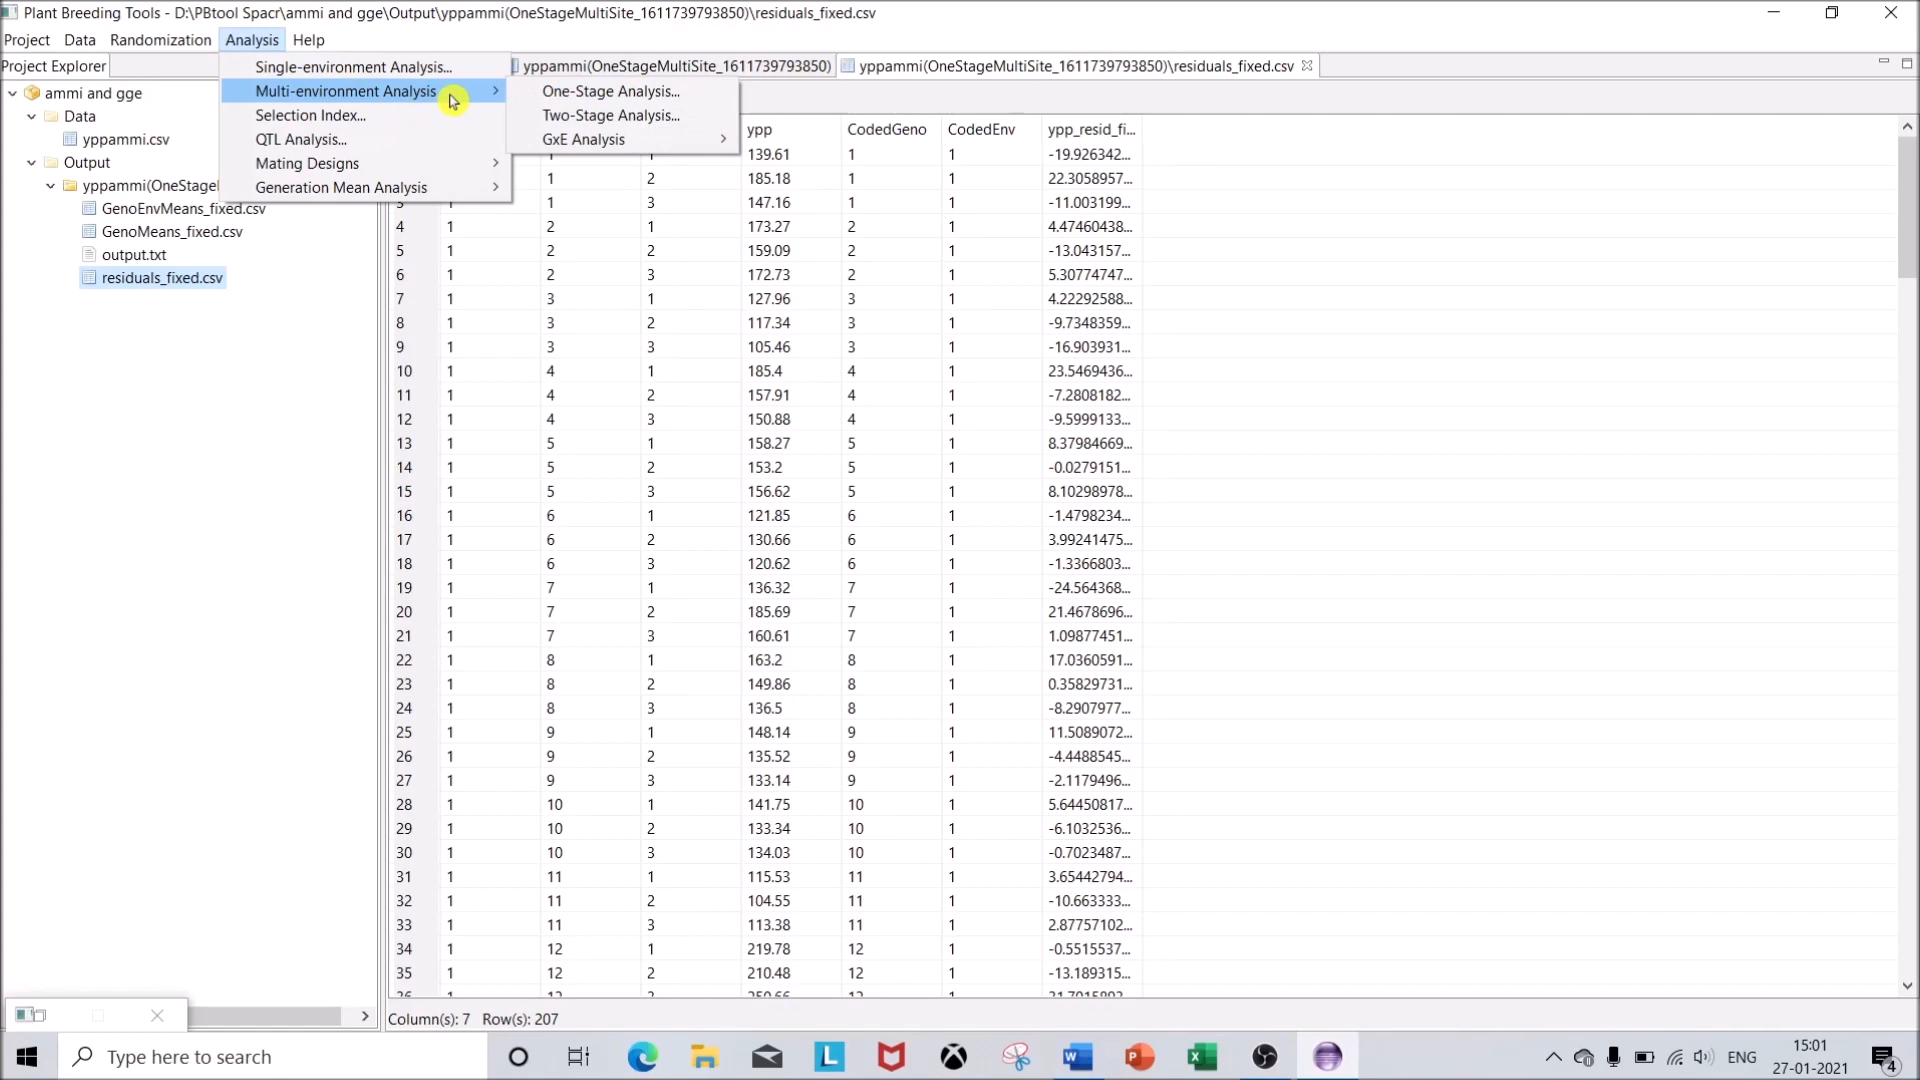 Plant Breeding Tools - D:\PBtool Spacr\ammi and gge\Output\yppammi(OneStageMultiSite_1611739793850)\residuals_fixed.csv
Project Data Randomization Analysis Help
Project Explorer
yppammi(OneStageMultiSite_1611739793850)
yppammi(OneStageMultiSite_1611739793850)\residuals_fixed.csv
Single-environment Analysis...
Multi-environment Analysis
Selection Index...
QTL Analysis...
Mating Designs
Generation Mean Analysis
One-Stage Analysis...
Two-Stage Analysis...
GxE Analysis
ammi and gge
Data
yppammi.csv
Output
yppammi(OneStageI
GenoEnvMeans_fixed.csv
GenoMeans_fixed.csv
output.txt
residuals_fixed.csv
ypp CodedGeno CodedEnv ypp_resid_fi...
139.61 1 1 -19.926342...
1 2 185.18 1 1 22.3058957...
1 3 147.16 1 1 -11.003199...
4 1 2 1 173.27 2 1 4.47460438...
5 1 2 2 159.09 2 1 -13.043157...
6 1 2 3 172.73 2 1 5.30774747...
7 1 3 1 127.96 3 1 4.22292588...
8 1 3 2 117.34 3 1 -9.7348359...
9 1 3 3 105.46 3 1 -16.903931...
10 1 4 1 185.4 4 1 23.5469436...
11 1 4 2 157.91 4 1 -7.2808182...
12 1 4 3 150.88 4 1 -9.5999133...
13 1 5 1 158.27 5 1 8.37984669...
14 1 5 2 153.2 5 1 -0.0279151...
15 1 5 3 156.62 5 1 8.10298978...
16 1 6 1 121.85 6 1 -1.4798234...
17 1 6 2 130.66 6 1 3.99241475...
18 1 6 3 120.62 6 1 -1.3366803...
19 1 7 1 136.32 7 1 -24.564368...
20 1 7 2 185.69 7 1 21.4678696...
21 1 7 3 160.61 7 1 1.09877451...
22 1 8 1 163.2 8 1 17.0360591...
23 1 8 2 149.86 8 1 0.35829731...
24 1 8 3 136.5 8 1 -8.2907977...
25 1 9 1 148.14 9 1 11.5089072...
26 1 9 2 135.52 9 1 -4.4488545...
27 1 9 3 133.14 9 1 -2.1179496...
28 1 10 1 141.75 10 1 5.64450817...
29 1 10 2 133.34 10 1 -6.1032536...
30 1 10 3 134.03 10 1 -0.7023487...
31 1 11 1 115.53 11 1 3.65442794...
32 1 11 2 104.55 11 1 -10.663333...
33 1 11 3 113.38 11 1 2.87757102...
34 1 12 1 219.78 12 1 -0.5515537...
35 1 12 2 210.48 12 1 -13.189315...
Column(s): 7 Row(s): 207
Type here to search
ENG
15:01
27-01-2021
4